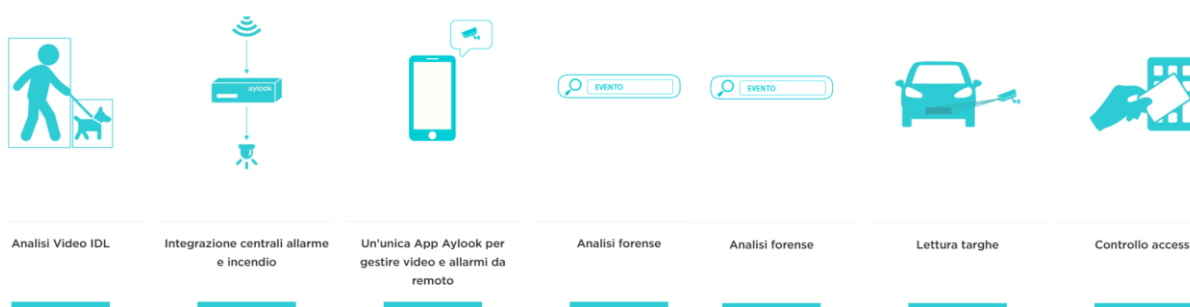 aylook
EVENTO
EVENTO
Analisi Video IDL
Integrazione centrali allarme
e incendio
Un'unica App Aylook per
gestire video e allarmi da
remoto
Analisi forense
Analisi forense
Lettura targhe
Controllo access